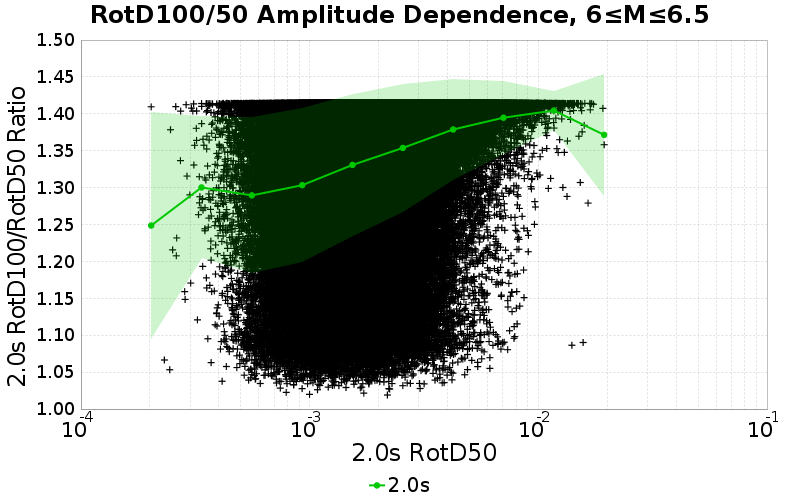 RotD100/50 Amplitude Dependence, 6≤M≤6.5
2.0s RotD100/RotD50 Ratio
1.50
1.45
1.40
1.35
1.30
1.25
1.20
1.15
1.10
1.05
1.00
10-4 10-3 10-2 10-1
2.0s RotD50
2.0s